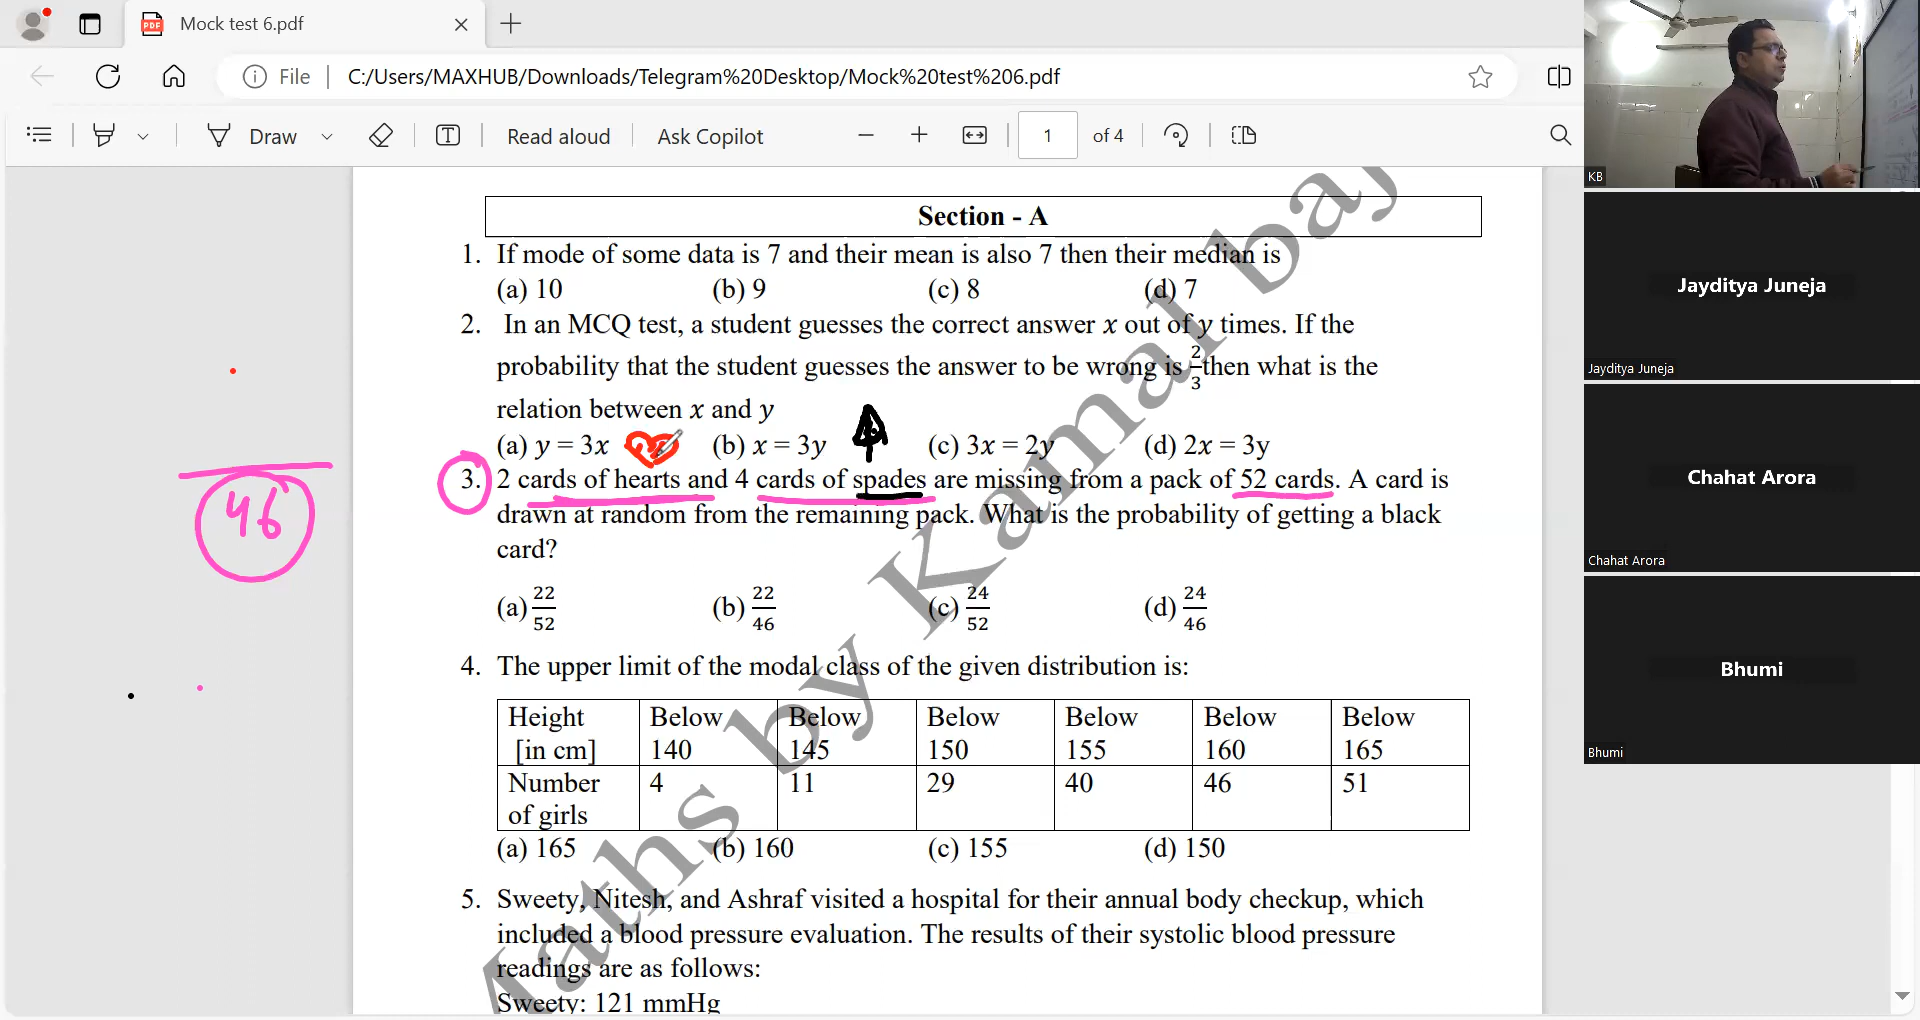 Mock test 6.pdf
File
C:/Users/MAXHUB/Downloads/Telegram%20Desktop/Mock%20test%206.pdf
Draw
Read aloud
Ask Copilot
1
of 4
Section - A
1. If mode of some data is 7 and their mean is also 7 then their median is
(a) 10 (b) 9 (c) 8 (d) 7
2. In an MCQ test, a student guesses the correct answer x out of y times. If the
probability that the student guesses the answer to be wrong is 2/3 then what is the
relation between x and y
(a) y = 3x (b) x = 3y (c) 3x = 2y (d) 2x = 3y
3. 2 cards of hearts and 4 cards of spades are missing from a pack of 52 cards. A card is
drawn at random from the remaining pack. What is the probability of getting a black
card?
(a) 22/52 (b) 22/46 (c) 24/52 (d) 24/46
46
4. The upper limit of the modal class of the given distribution is:
Height [in cm] Below 140 Below 145 Below 150 Below 155 Below 160 Below 165
Number of girls 4 11 29 40 46 51
(a) 165 (b) 160 (c) 155 (d) 150
5. Sweety, Nitesh, and Ashraf visited a hospital for their annual body checkup, which
included a blood pressure evaluation. The results of their systolic blood pressure
readings are as follows:
Sweety: 121 mmHg
Maths by Kamal baj
KB
Jayditya Juneja
Jayditya Juneja
Chahat Arora
Chahat Arora
Bhumi
Bhumi